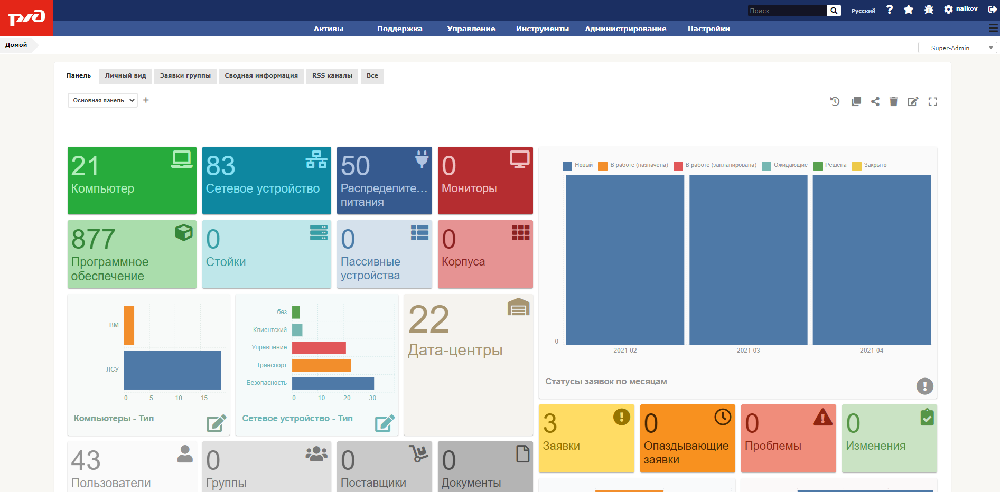 ржд
Поиск
Русский
?
naikov
Активы
Поддержка
Управление
Инструменты
Администрирование
Настройки
Домой
Super-Admin
Панель
Личный вид
Заявки группы
Сводная информация
RSS каналы
Все
Основная панель
+
21
Компьютер
83
Сетевое устройство
50
Распределите...
питания
0
Мониторы
877
Программное
обеспечение
0
Стойки
0
Пассивные
устройства
0
Корпуса
Новый
В работе (назначена)
В работе (запланирована)
Ожидающие
Решена
Закрыто
0
2021-02
2021-03
2021-04
Статусы заявок по месяцам
ВМ
ЛСУ
0 5 10 15
Компьютеры - Тип
без
Клиентский
Управление
Транспорт
Безопасность
0 10 20 30
Сетевое устройство - Тип
22
Дата-центры
3
Заявки
0
Опаздывающие
заявки
0
Проблемы
0
Изменения
43
Пользователи
0
Группы
0
Поставщики
0
Документы